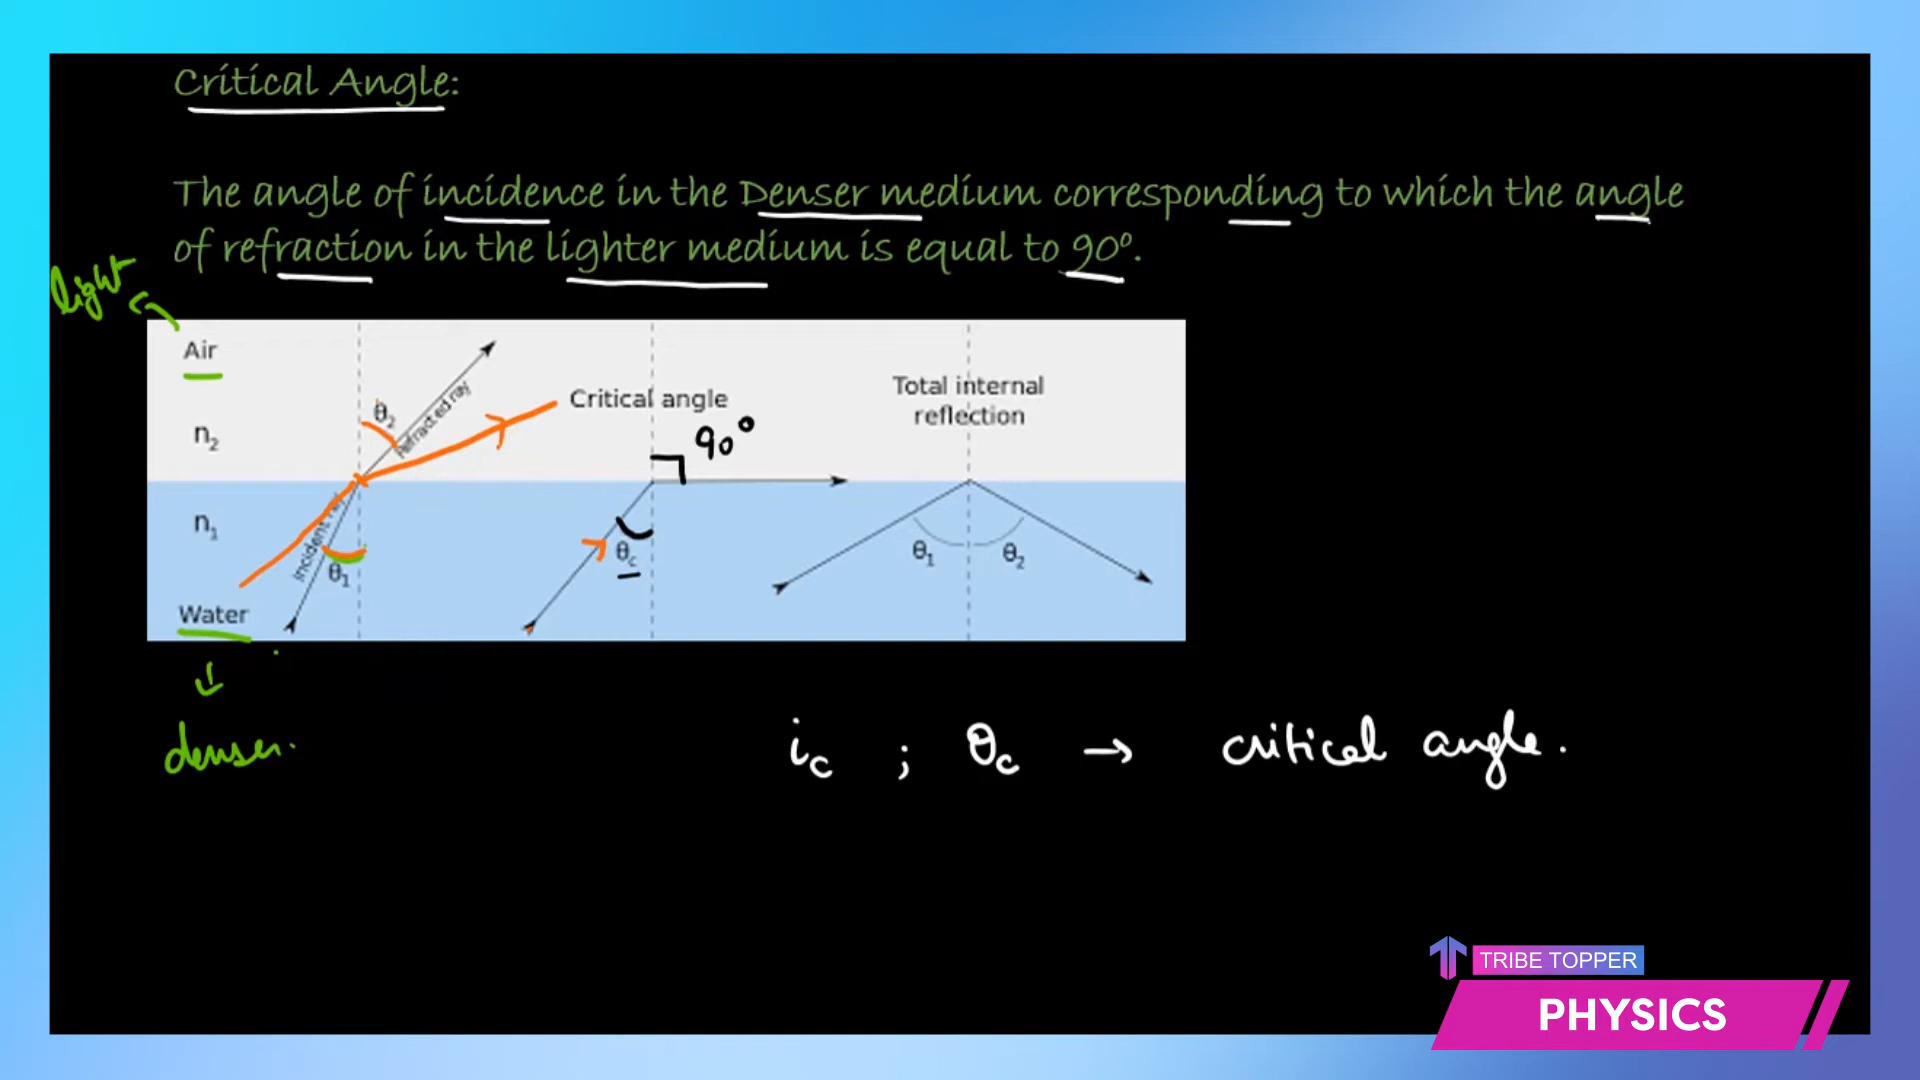 Critical Angle:
The angle of incidence in the Denser medium corresponding to which the angle
of refraction in the lighter medium is equal to 90°.
light
Air
θ₂
Refracted ray
Critical angle
Total internal
reflection
n₂
90°
n₁
Incident ray
θ₁
θc
θ₁
θ₂
Water
denser.
ic ; θc → critical angle.
TRIBE TOPPER
PHYSICS